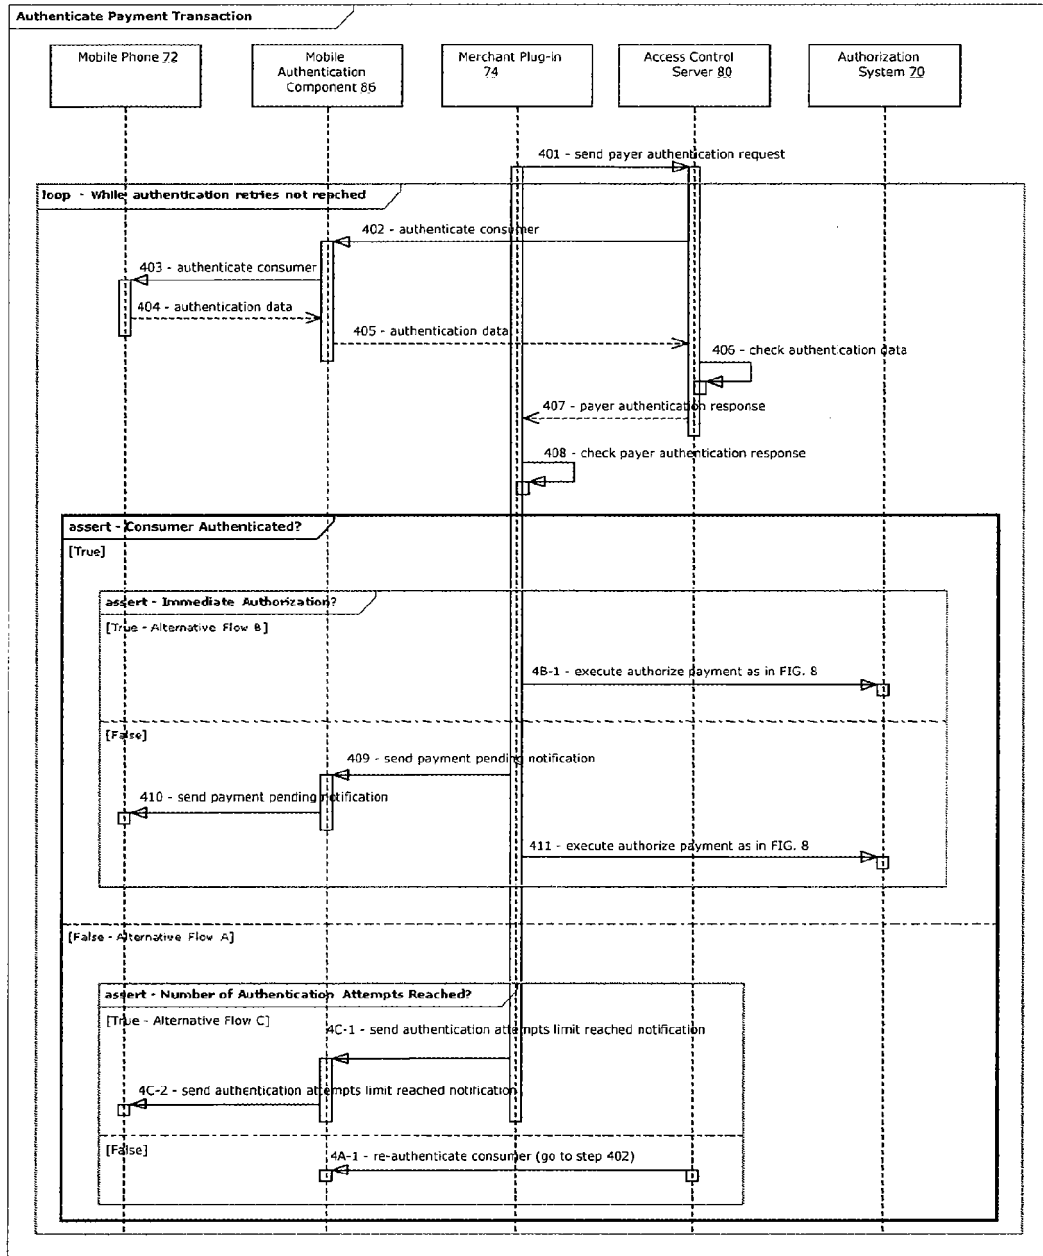 Authenticate Payment Transaction
Mobile Phone 72
Mobile
Authentication
Component 86
Merchant Plug-in
74
Access Control
Server 80
Authorization
System 70
401 - send payer authentication request
loop - While authentication retries not reached
402 - authenticate consumer
403 - authenticate consumer
404 - authentication data
405 - authentication data
406 - check authentication data
407 - payer authentication response
408 - check payer authentication response
assert - Consumer Authenticated?
[True]
assert - Immediate Authorization?
[True - Alternative Flow B]
4B-1 - execute authorize payment as in FIG. 8
[False]
409 - send payment pending notification
410 - send payment pending notification
411 - execute authorize payment as in FIG. 8
[False - Alternative Flow A]
assert - Number of Authentication Attempts Reached?
[True - Alternative Flow C]
4C-1 - send authentication attempts limit reached notification
4C-2 - send authentication attempts limit reached notification
[False]
4A-1 - re-authenticate consumer (go to step 402)